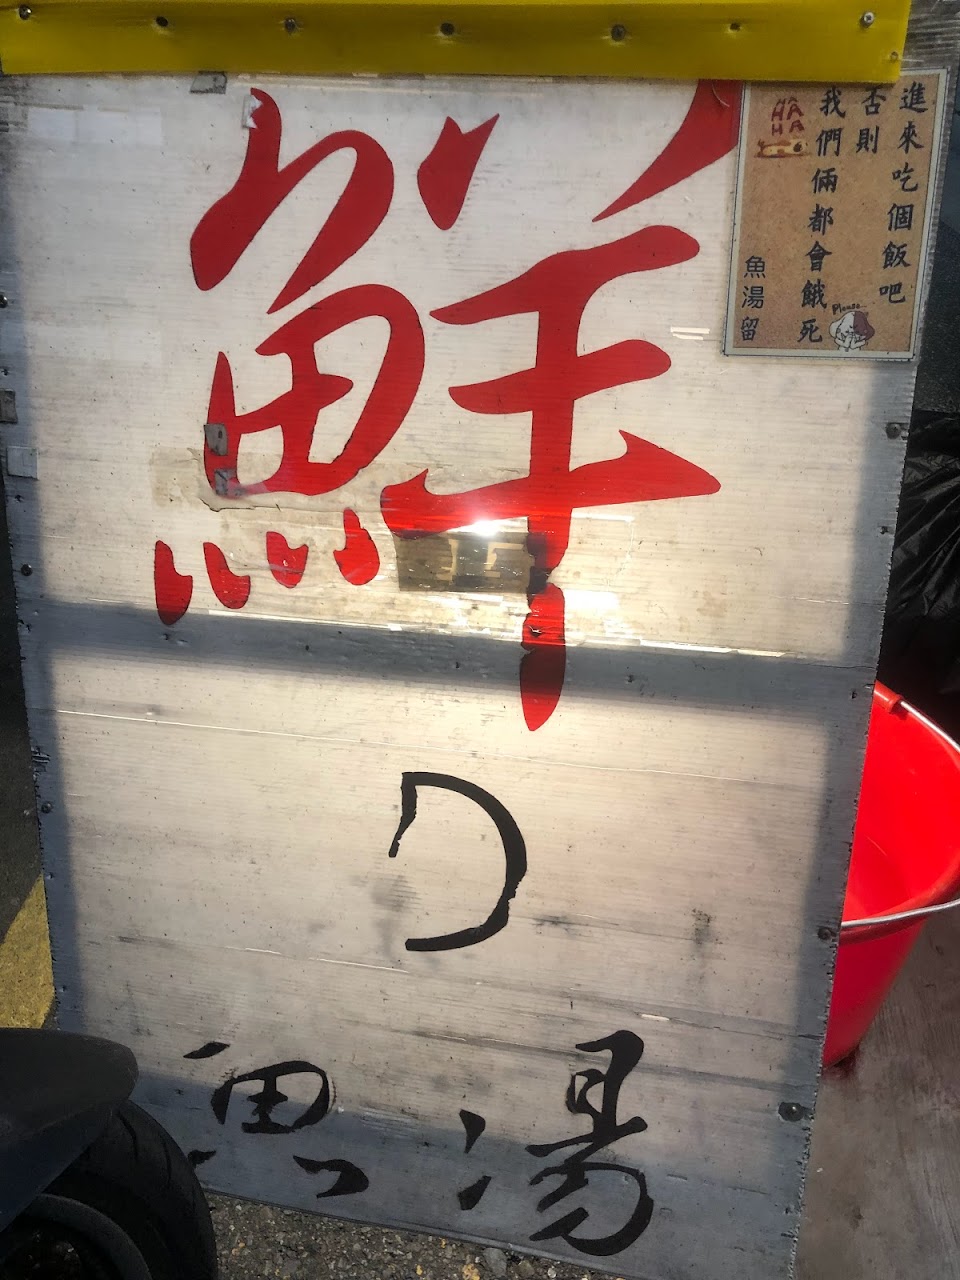 鮮
の
魚湯
進來吃個飯吧
否則
我們倆都會餓死
HAHA
Please...
魚湯留